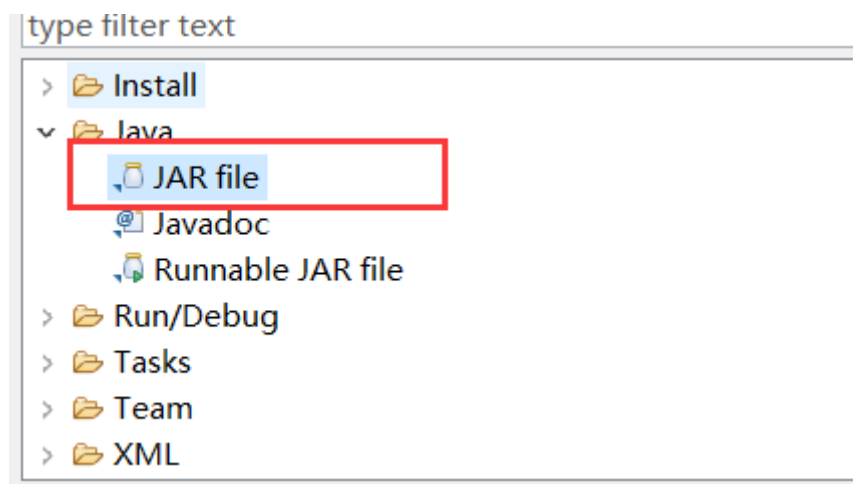 type filter text
Install
Java
JAR file
Javadoc
Runnable JAR file
Run/Debug
Tasks
Team
XML